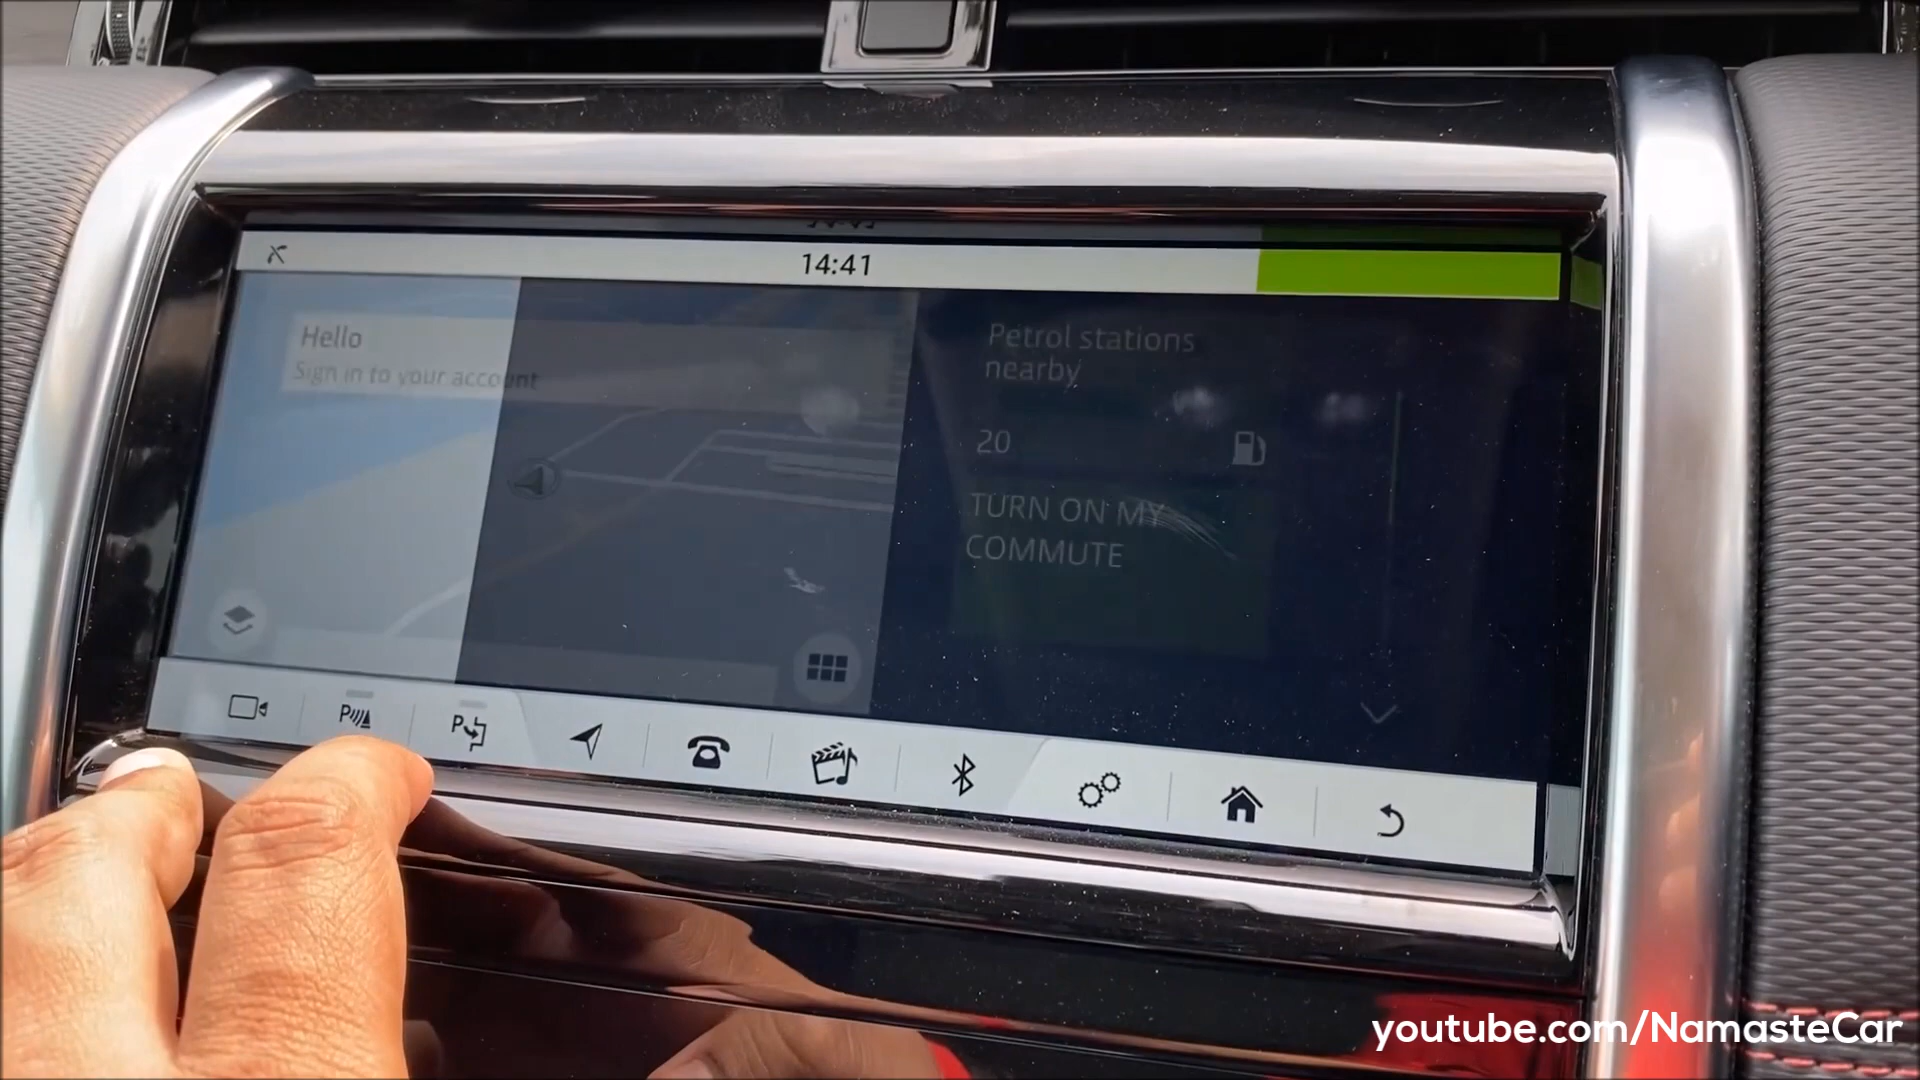 14:41
Hello
Sign in to your account
Petrol stations
nearby
20
TURN ON MY
COMMUTE
P
P
youtube.com/NamasteCar